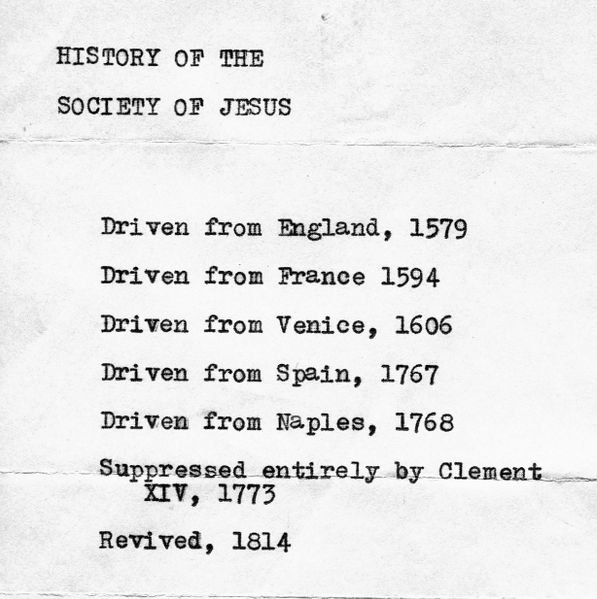 HISTORY OF THE
SOCIETY OF JESUS
Driven from England, 1579
Driven from France 1594
Driven from Venice, 1606
Driven from Spain, 1767
Driven from Naples, 1768
Suppressed entirely by Clement
XIV, 1773
Revived, 1814